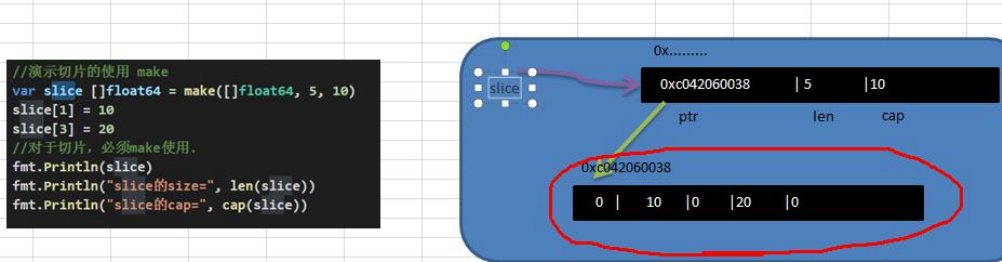 //演示切片的使用 make
var slice []float64 = make([]float64, 5, 10)
slice[1] = 10
slice[3] = 20
//对于切片，必须make使用.
fmt.Println(slice)
fmt.Println("slice的size=", len(slice))
fmt.Println("slice的cap=", cap(slice))
slice
0x.........
0xc042060038 |5 |10
ptr len cap
0xc042060038
0 | 10 |0 |20 |0